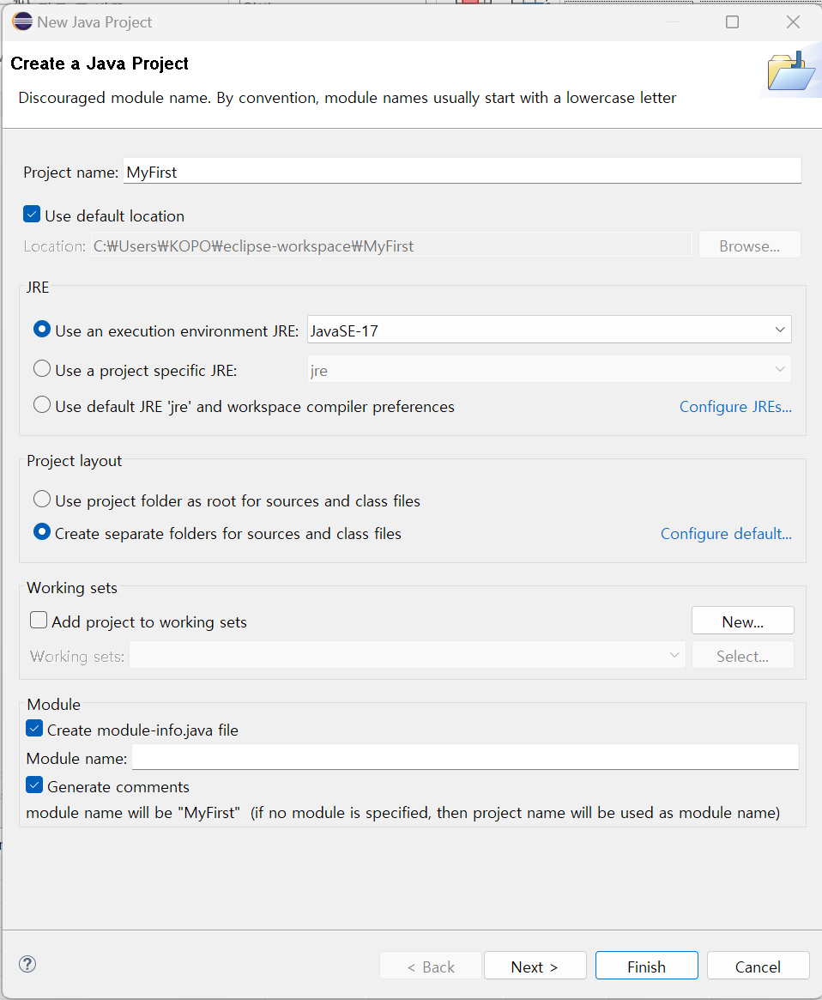 New Java Project
Create a Java Project
Discouraged module name. By convention, module names usually start with a lowercase letter
Project name: MyFirst
Use default location
Location: C:₩Users₩KOPO₩eclipse-workspace₩MyFirst Browse...
JRE
Use an execution environment JRE: JavaSE-17
Use a project specific JRE: jre
Use default JRE 'jre' and workspace compiler preferences Configure JREs...
Project layout
Use project folder as root for sources and class files
Create separate folders for sources and class files Configure default...
Working sets
Add project to working sets New...
Working sets: Select...
Module
Create module-info.java file
Module name:
Generate comments
module name will be "MyFirst" (if no module is specified, then project name will be used as module name)
? < Back Next > Finish Cancel